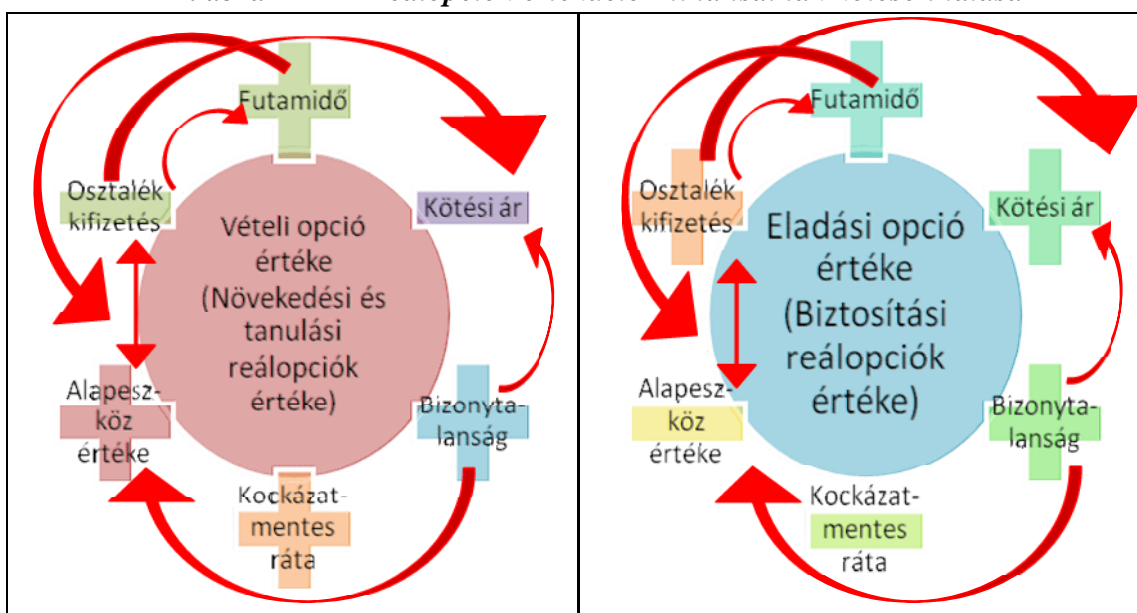 Futamidő
Osztalék
kifizetés
Kötési ár
Vételi opció
értéke
(Növekedési és
tanulási
reálopciók
értéke)
Alapesz-
köz
értéke
Bizonyta-
lanság
Kockázat-
mentes
ráta
Futamidő
Osztalék
kifizetés
Kötési ár
Eladási opció
értéke
(Biztosítási
reálopciók
értéke)
Alapesz-
köz
értéke
Bizonyta-
lanság
Kockázat-
mentes
ráta